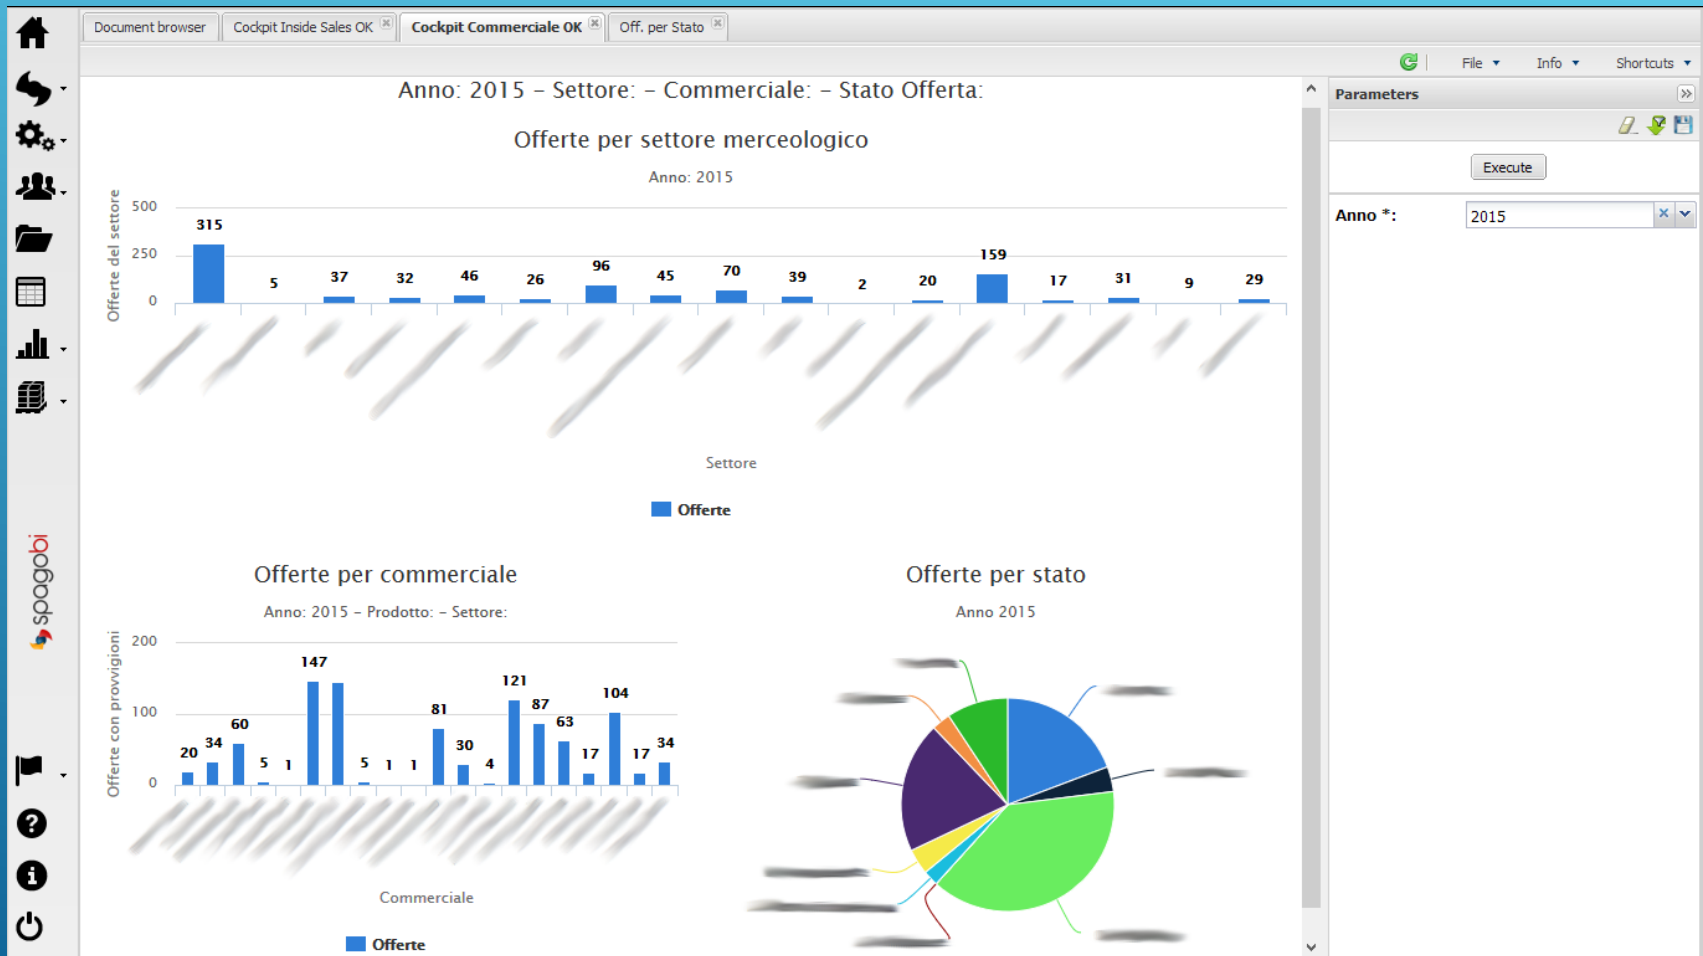 Document browser Cockpit Inside Sales OK Cockpit Commerciale OK Off. per Stato
File Info Shortcuts
Anno: 2015 – Settore: – Commerciale: – Stato Offerta:
Parameters
Execute
Anno *: 2015
Offerte per settore merceologico
Anno: 2015
Offerte del settore
500
250
0
315 5 37 32 46 26 96 45 70 39 2 20 159 17 31 9 29
Settore
Offerte
spagobi
Offerte per commerciale
Anno: 2015 – Prodotto: – Settore:
Offerte con provvigioni
200
100
0
20 34 60 5 1 147 5 1 1 81 30 4 121 87 63 17 104 17 34
Commerciale
Offerte
Offerte per stato
Anno 2015